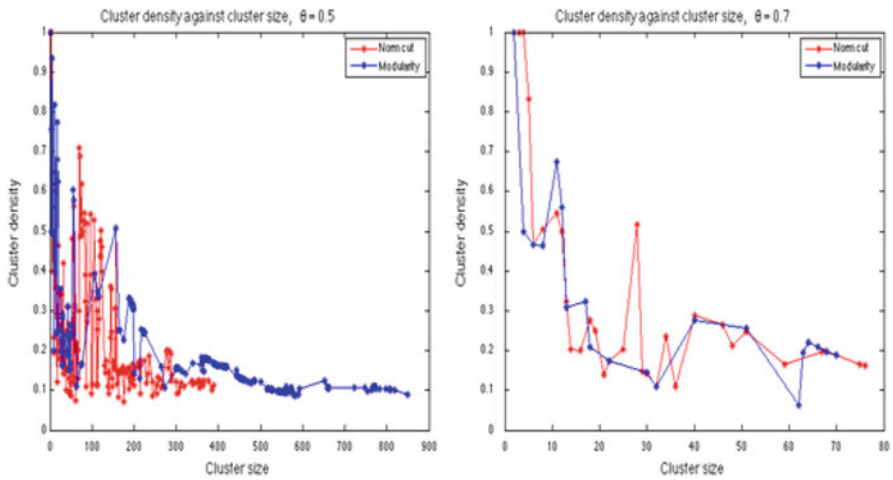 Cluster density against cluster size, θ = 0.5
1
0.9
0.8
0.7
0.6
0.5
0.4
0.3
0.2
0.1
0
Cluster density
Norm cut
Modularity
0 100 200 300 400 500 600 700 800 900
Cluster size
Cluster density against cluster size, θ = 0.7
1
0.9
0.8
0.7
0.6
0.5
0.4
0.3
0.2
0.1
0
Cluster density
Norm cut
Modularity
0 10 20 30 40 50 60 70 80
Cluster size